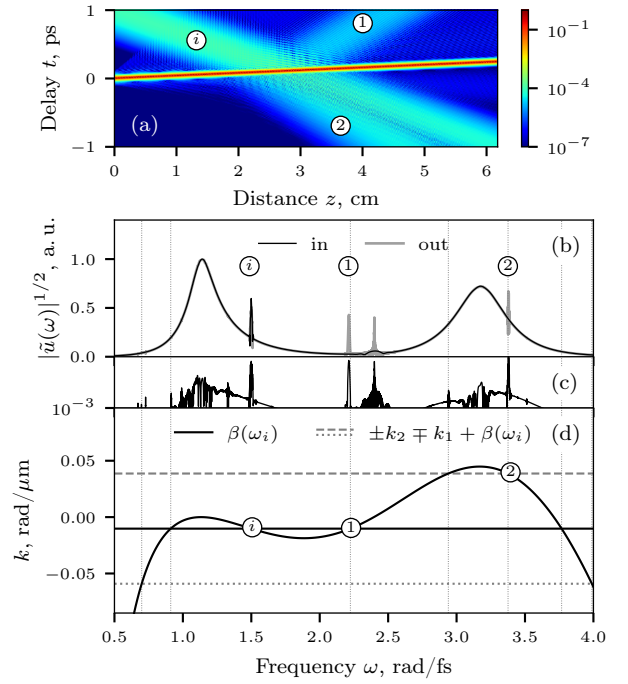 1
0
−1
Delay t, ps
i
1
2
(a)
0 1 2 3 4 5 6
Distance z, cm
10⁻¹
10⁻⁴
10⁻⁷
|ũ(ω)|^{1/2}, a. u.
1.0
0.5
0.0
in out (b)
i 1 2
(c)
10⁻³
β(ωᵢ) ±k₂ ∓ k₁ + β(ωᵢ) (d)
k, rad/μm
0.05
0.00
−0.05
2
i 1
0.5 1.0 1.5 2.0 2.5 3.0 3.5 4.0
Frequency ω, rad/fs